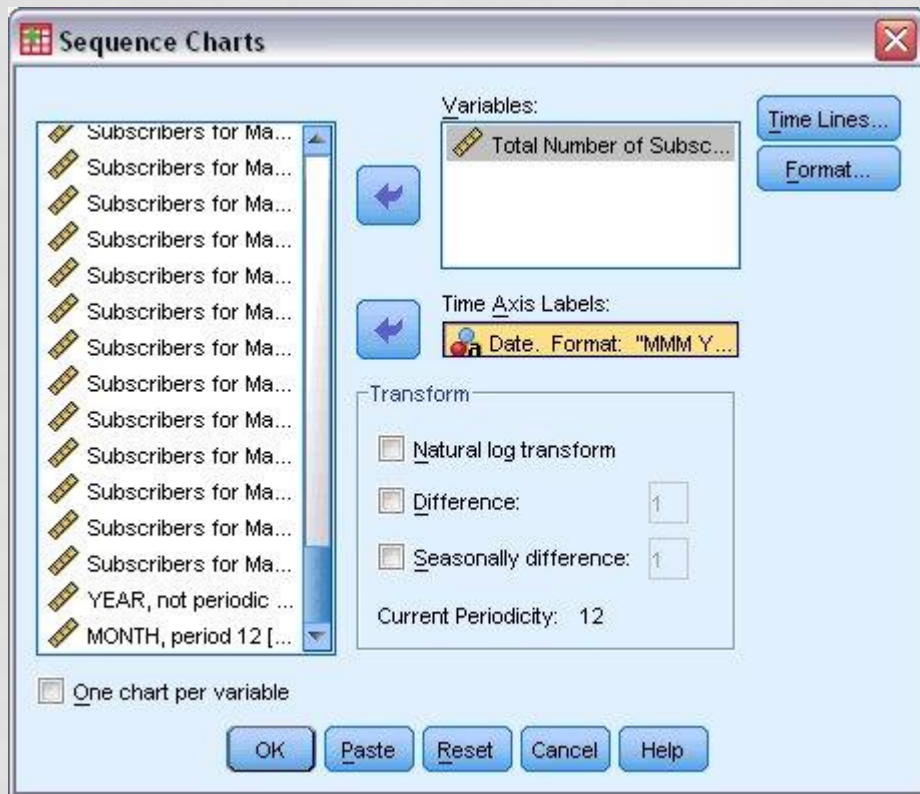 Sequence Charts
Subscribers for Ma...
Subscribers for Ma...
Subscribers for Ma...
Subscribers for Ma...
Subscribers for Ma...
Subscribers for Ma...
Subscribers for Ma...
Subscribers for Ma...
Subscribers for Ma...
Subscribers for Ma...
Subscribers for Ma...
Subscribers for Ma...
Subscribers for Ma...
YEAR, not periodic ...
MONTH, period 12 [...
One chart per variable
Variables:
Total Number of Subsc...
Time Axis Labels:
Date. Format: "MMM Y...
Transform
Natural log transform
Difference: 1
Seasonally difference: 1
Current Periodicity: 12
Time Lines...
Format...
OK Paste Reset Cancel Help